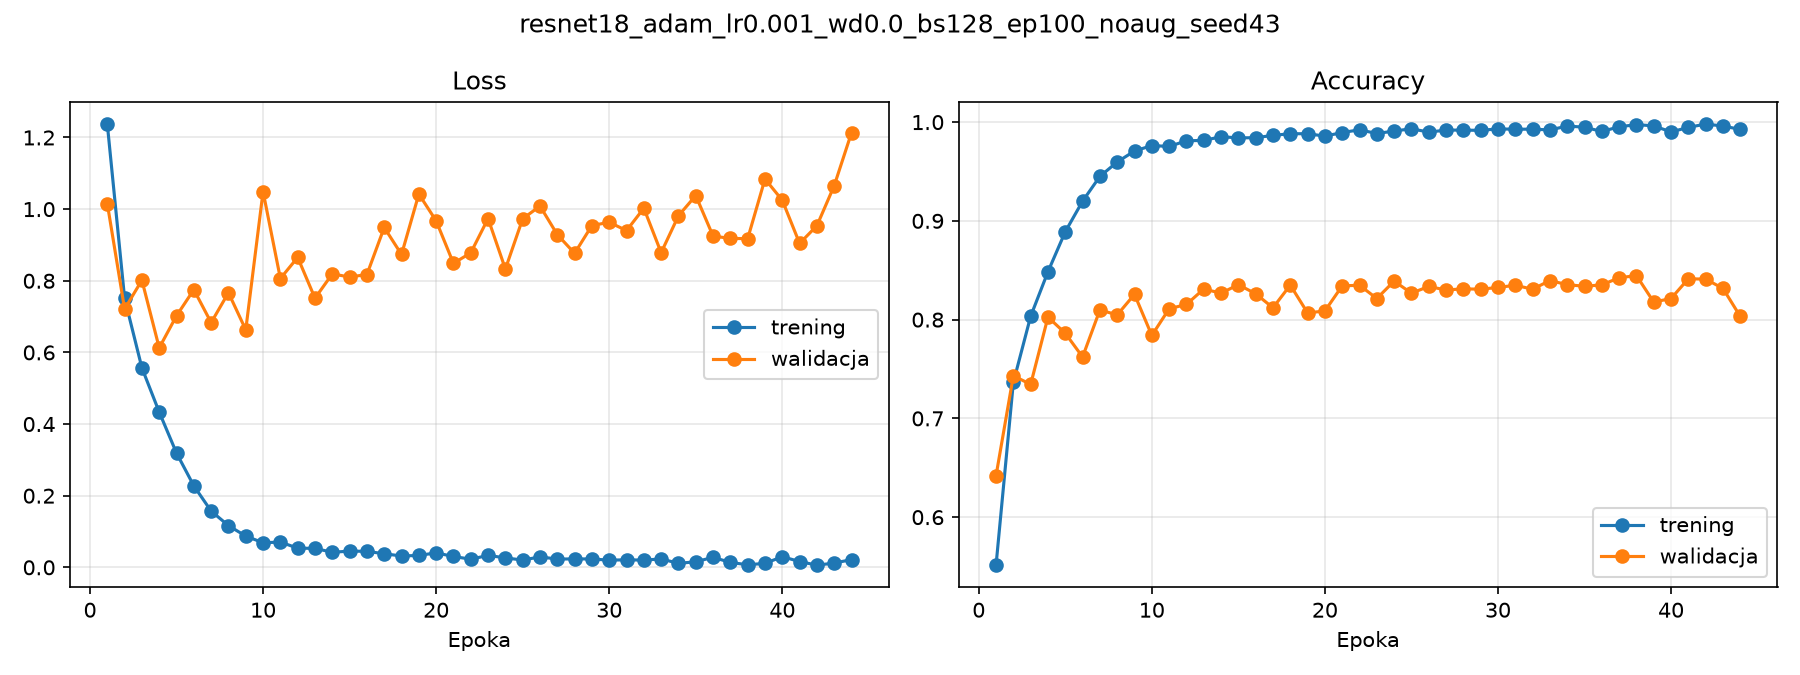 resnet18_adam_lr0.001_wd0.0_bs128_ep100_noaug_seed43
Loss
1.2
1.0
0.8
0.6
0.4
0.2
0.0
0 10 20 30 40
Epoka
trening
walidacja
Accuracy
1.0
0.9
0.8
0.7
0.6
0 10 20 30 40
Epoka
trening
walidacja